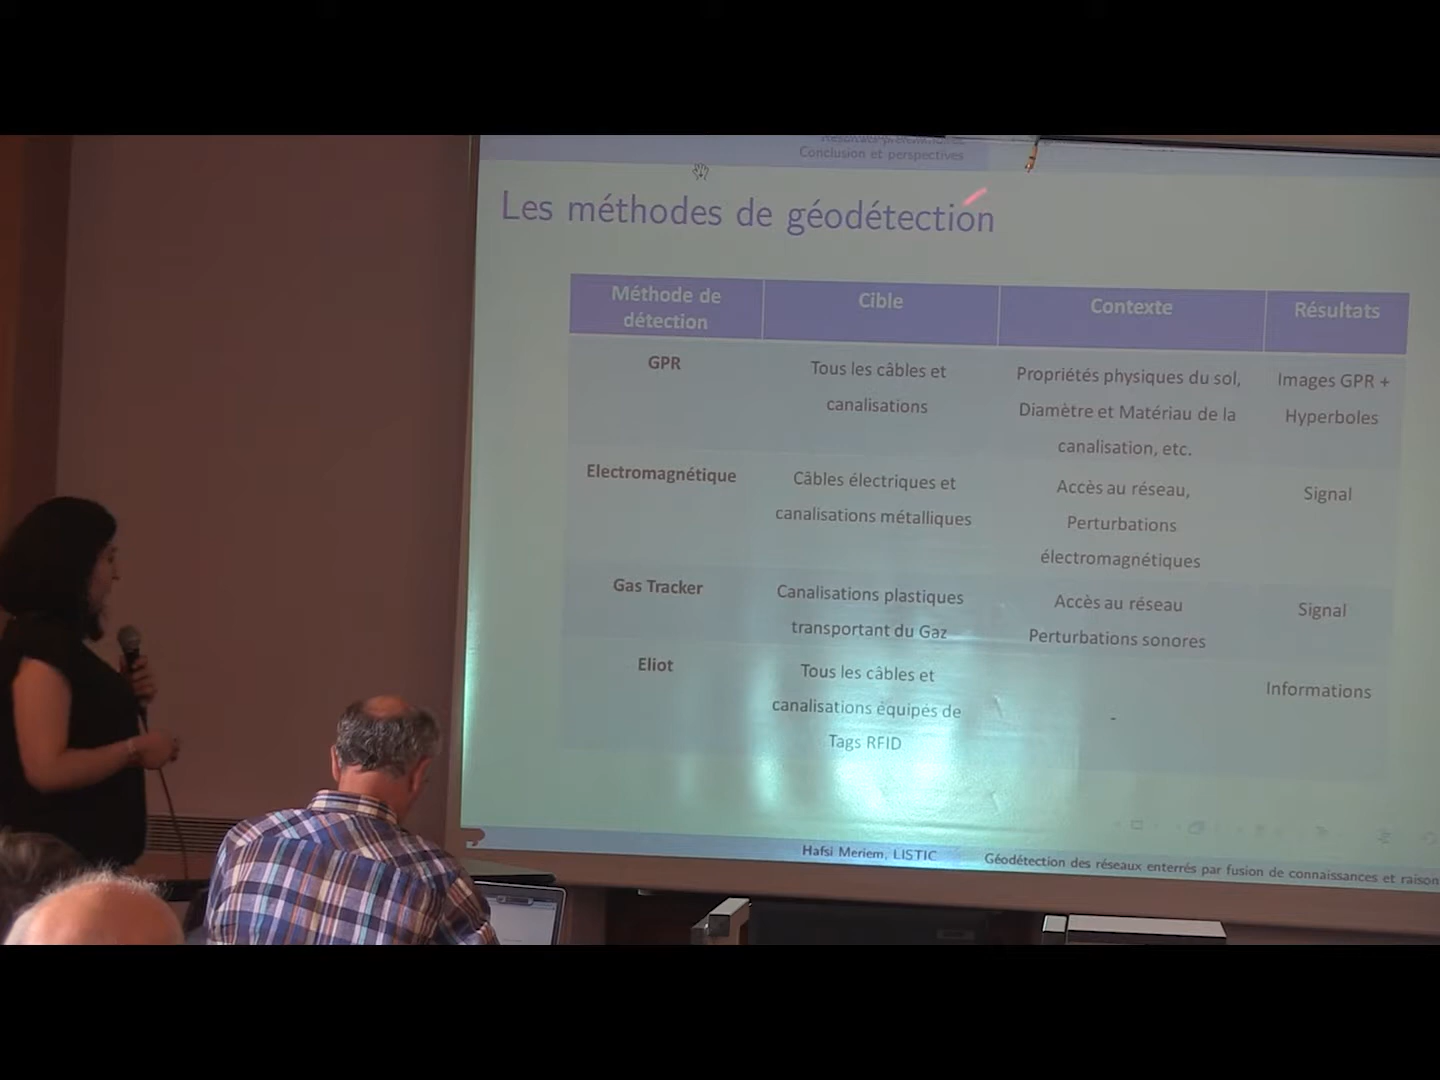 Conclusion et perspectives
Les méthodes de géodétection
Méthode de
détection
Cible
Contexte
Résultats
GPR
Tous les câbles et
canalisations
Propriétés physiques du sol,
Diamètre et Matériau de la
canalisation, etc.
Images GPR +
Hyperboles
Electromagnétique
Câbles électriques et
canalisations métalliques
Accès au réseau,
Perturbations
électromagnétiques
Signal
Gas Tracker
Canalisations plastiques
transportant du Gaz
Accès au réseau
Perturbations sonores
Signal
Eliot
Tous les câbles et
canalisations équipés de
Tags RFID
-
Informations
Hafsi Meriem, LISTIC
Géodétection des réseaux enterrés par fusion de connaissances et raison